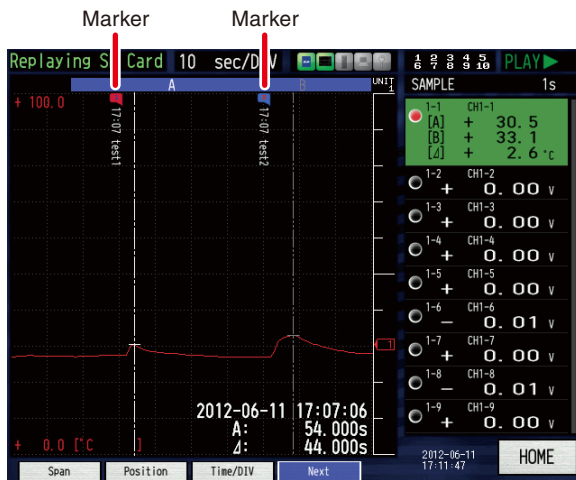 Marker Marker
Replaying S Card 10 sec/D V
1 2 3 4 5
6 7 8 9 10
PLAY
A B
UNIT
1
SAMPLE 1s
+ 100.0
17:07 test1
17:07 test2
1-1 CH1-1
[A] + 30.5
[B] + 33.1
[⊿] + 2.6 °C
1-2 CH1-2
+ 0.00 V
1-3 CH1-3
+ 0.00 V
1-4 CH1-4
+ 0.00 V
1-5 CH1-5
+ 0.00 V
1-6 CH1-6
− 0.01 V
1-7 CH1-7
+ 0.00 V
1-8 CH1-8
− 0.01 V
1-9 CH1-9
+ 0.00 V
1
2012-06-11 17:07:06
A: 54.000s
⊿: 44.000s
+ 0.0 [°C ]
2012-06-11
17:11:47
HOME
Span Position Time/DIV Next